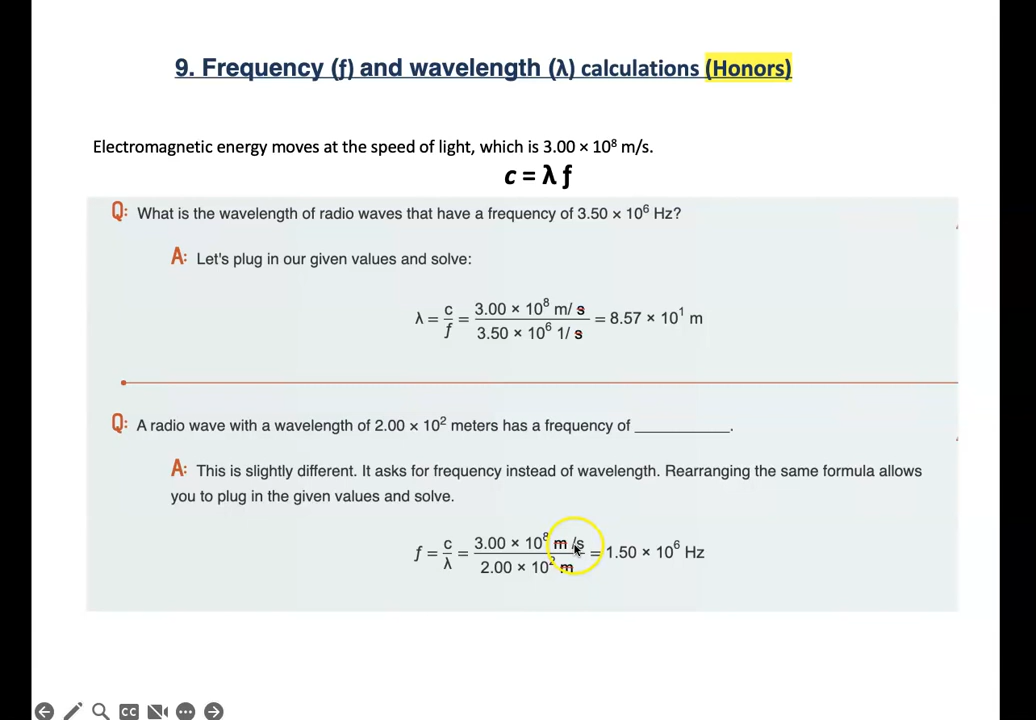 9. Frequency (f) and wavelength (λ) calculations (Honors)
Electromagnetic energy moves at the speed of light, which is 3.00 × 10⁸ m/s.
c = λ f
Q: What is the wavelength of radio waves that have a frequency of 3.50 × 10⁶ Hz?
A: Let's plug in our given values and solve:
λ = c/f = 3.00 × 10⁸ m/s / 3.50 × 10⁶ 1/s = 8.57 × 10¹ m
Q: A radio wave with a wavelength of 2.00 × 10² meters has a frequency of __________.
A: This is slightly different. It asks for frequency instead of wavelength. Rearranging the same formula allows
you to plug in the given values and solve.
f = c/λ = 3.00 × 10⁸ m/s / 2.00 × 10² m = 1.50 × 10⁶ Hz
CC